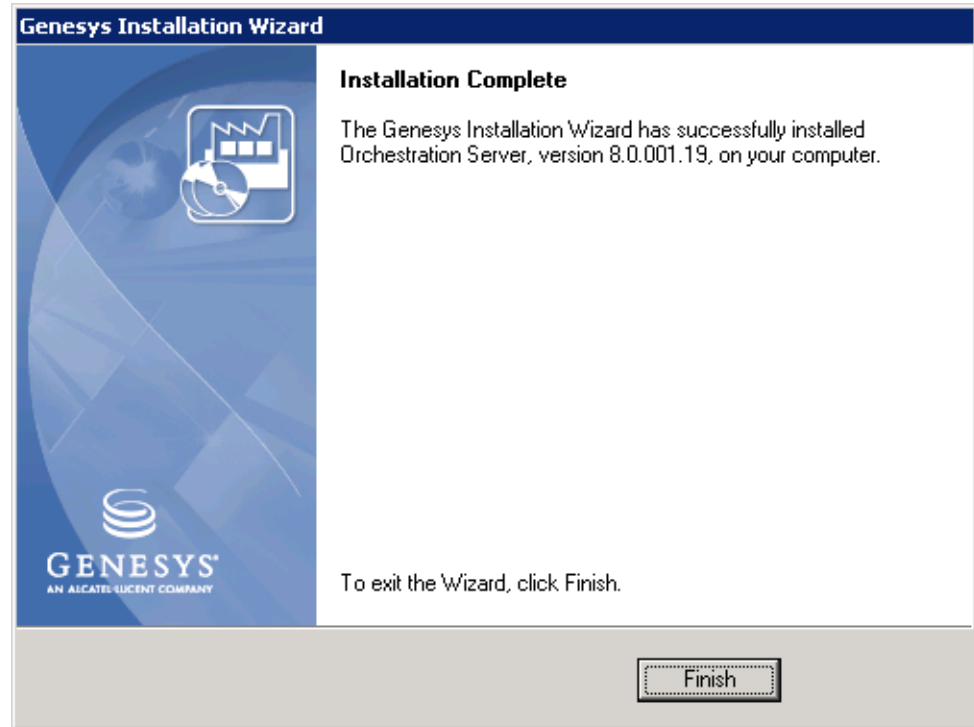 Genesys Installation Wizard
Installation Complete
The Genesys Installation Wizard has successfully installed
Orchestration Server, version 8.0.001.19, on your computer.
GENESYS
AN ALCATEL-LUCENT COMPANY
To exit the Wizard, click Finish.
Finish